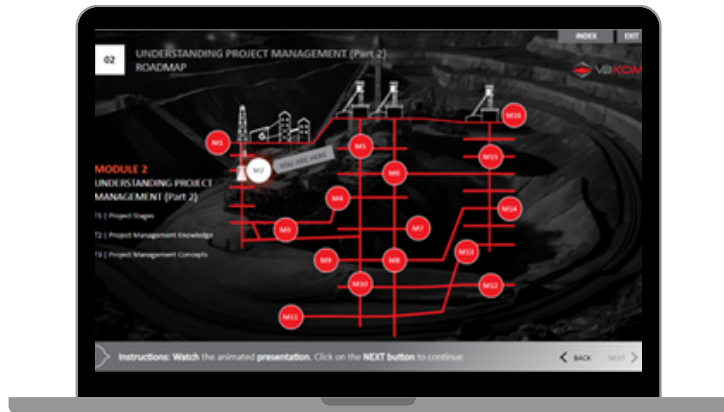 INDEX EXIT
02
UNDERSTANDING PROJECT MANAGEMENT (Part 2)
ROADMAP
VBKOM
M16
M1
M5
M15
M2
YOU ARE HERE
M6
MODULE 2
UNDERSTANDING PROJECT
MANAGEMENT (Part 2)
M4
M14
T1 | Project Stages
M3
M7
T2 | Project Management Knowledge
M13
T3 | Project Management Concepts
M9
M8
M10
M12
M11
Instructions: Watch the animated presentation. Click on the NEXT button to continue
BACK NEXT